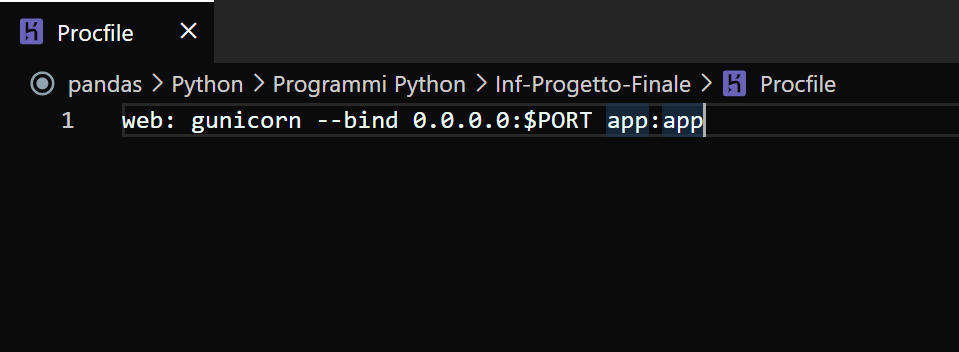 Procfile
pandas > Python > Programmi Python > Inf-Progetto-Finale > Procfile
1 web: gunicorn --bind 0.0.0.0:$PORT app:app